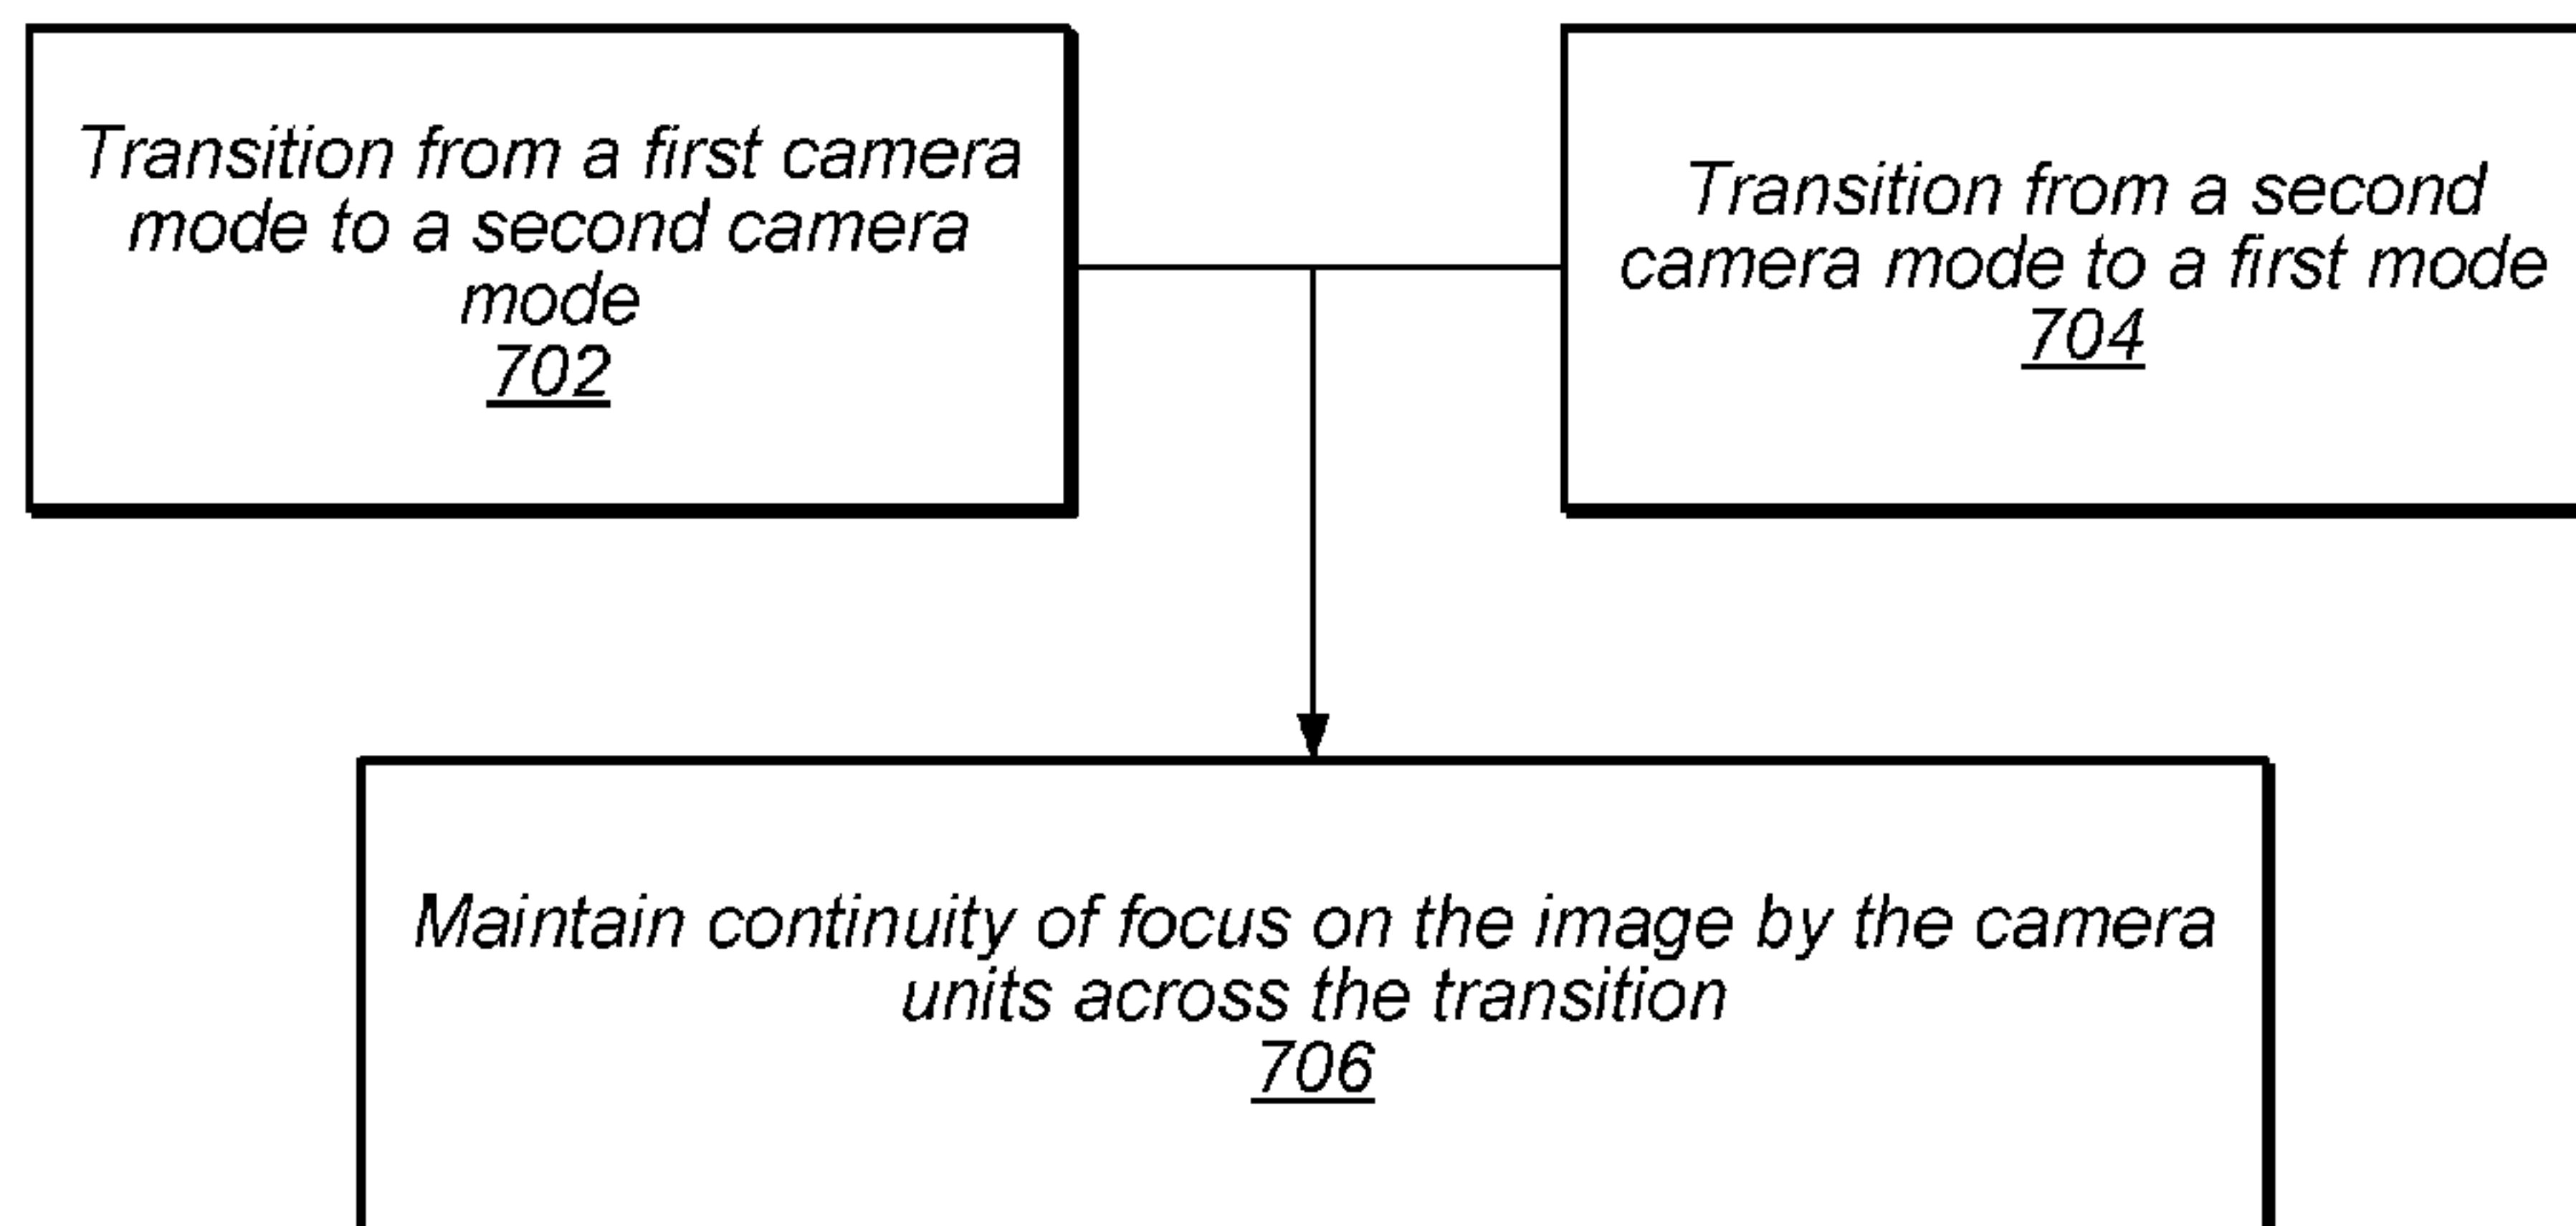 Transition from a first camera
mode to a second camera
mode
702
Transition from a second
camera mode to a first mode
704
Maintain continuity of focus on the image by the camera
units across the transition
706